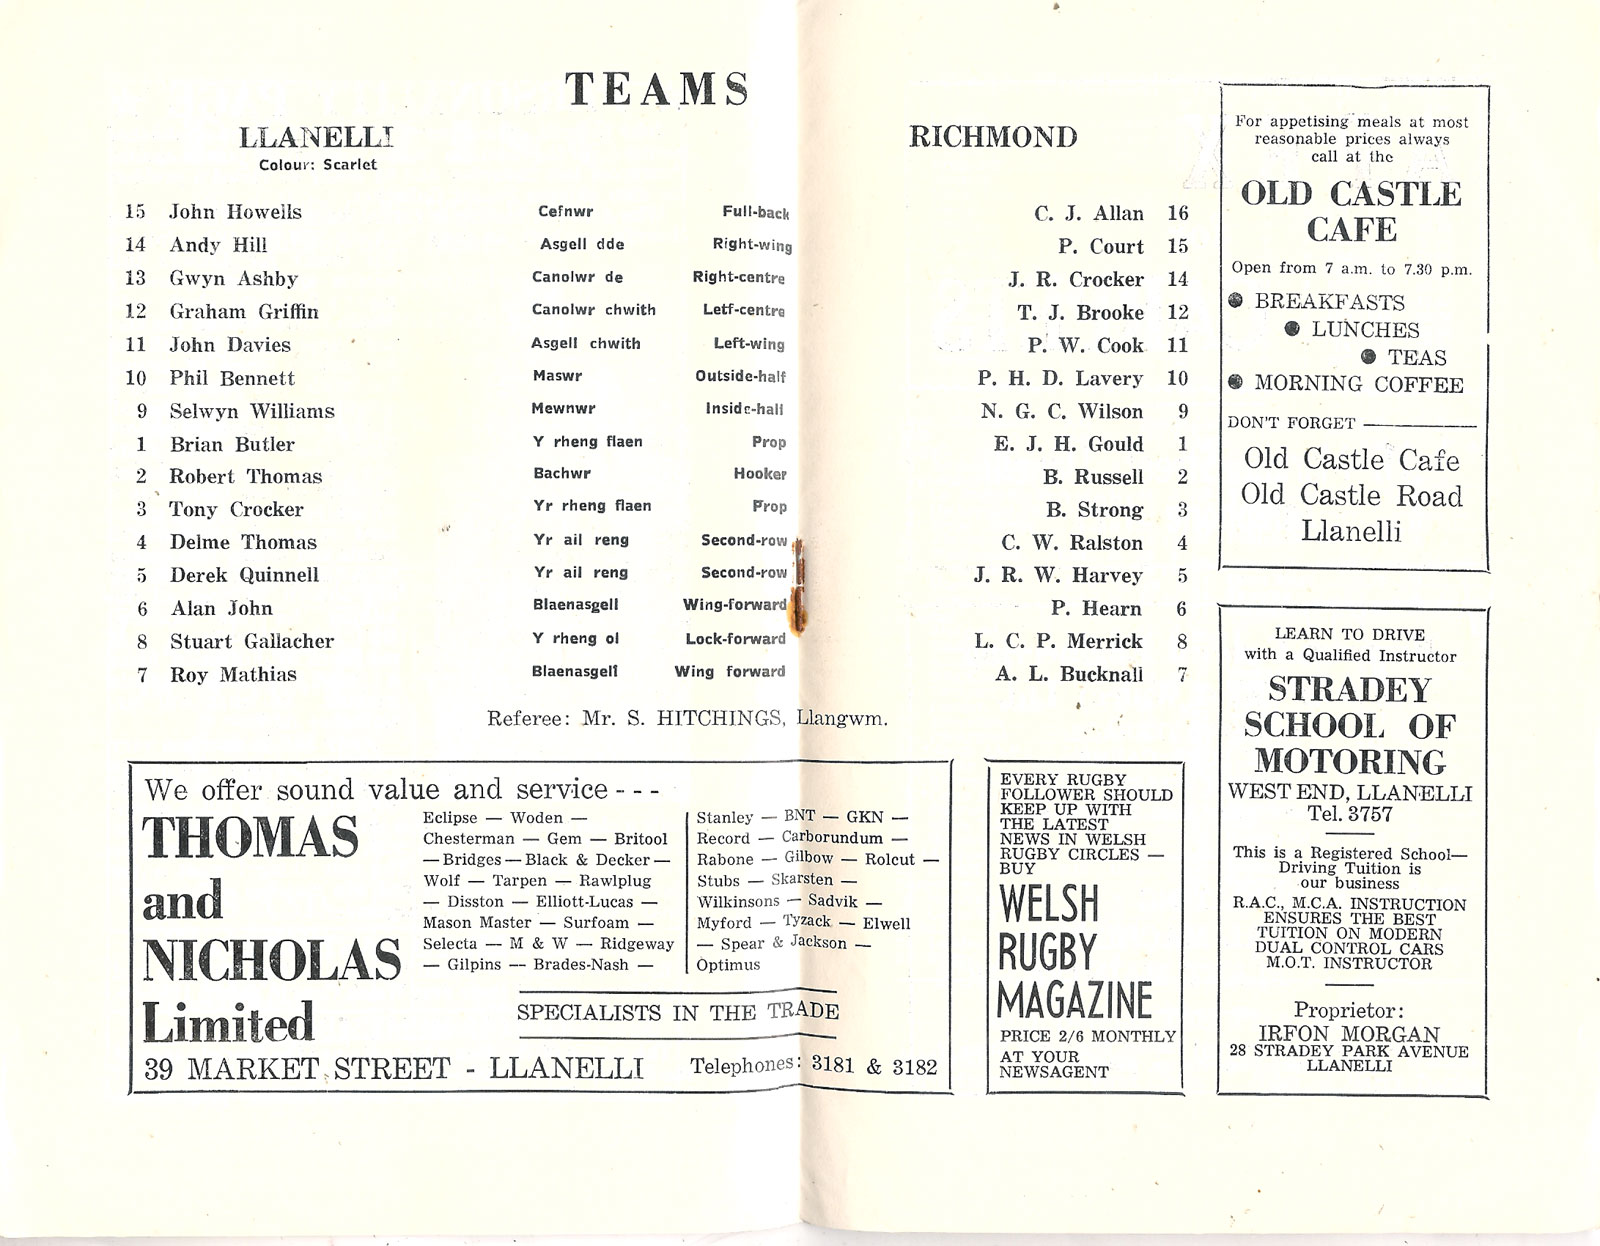 TEAMS
LLANELLI
Colour: Scarlet
RICHMOND
15 John Howells Cefnwr Full-back C. J. Allan 16
14 Andy Hill Asgell dde Right-wing P. Court 15
13 Gwyn Ashby Canolwr de Right-centre J. R. Crocker 14
12 Graham Griffin Canolwr chwith Letf-centre T. J. Brooke 12
11 John Davies Asgell chwith Left-wing P. W. Cook 11
10 Phil Bennett Maswr Outside-half P. H. D. Lavery 10
9 Selwyn Williams Mewnwr Inside-half N. G. C. Wilson 9
1 Brian Butler Y rheng flaen Prop E. J. H. Gould 1
2 Robert Thomas Bachwr Hooker B. Russell 2
3 Tony Crocker Yr rheng flaen Prop B. Strong 3
4 Delme Thomas Yr ail reng Second-row C. W. Ralston 4
5 Derek Quinnell Yr ail reng Second-row J. R. W. Harvey 5
6 Alan John Blaenasgell Wing-forward P. Hearn 6
8 Stuart Gallacher Y rheng ol Lock-forward L. C. P. Merrick 8
7 Roy Mathias Blaenasgell Wing forward A. L. Bucknall 7
Referee: Mr. S. HITCHINGS, Llangwm.
We offer sound value and service - - -
THOMAS
and
NICHOLAS
Limited
Eclipse — Woden —
Chesterman — Gem — Britool
— Bridges — Black & Decker —
Wolf — Tarpen — Rawlplug
— Disston — Elliott-Lucas —
Mason Master — Surfoam —
Selecta — M & W — Ridgeway
— Gilpins — Brades-Nash —
Stanley — BNT — GKN —
Record — Carborundum —
Rabone — Gilbow — Rolcut —
Stubs — Skarsten —
Wilkinsons — Sadvik —
Myford — Tyzack — Elwell
— Spear & Jackson —
Optimus
SPECIALISTS IN THE TRADE
39 MARKET STREET - LLANELLI Telephones: 3181 & 3182
EVERY RUGBY
FOLLOWER SHOULD
KEEP UP WITH
THE LATEST
NEWS IN WELSH
RUGBY CIRCLES —
BUY
WELSH
RUGBY
MAGAZINE
PRICE 2/6 MONTHLY
AT YOUR
NEWSAGENT
For appetising meals at most
reasonable prices always
call at the
OLD CASTLE
CAFE
Open from 7 a.m. to 7.30 p.m.
● BREAKFASTS
● LUNCHES
● TEAS
● MORNING COFFEE
DON'T FORGET
Old Castle Cafe
Old Castle Road
Llanelli
LEARN TO DRIVE
with a Qualified Instructor
STRADEY
SCHOOL OF
MOTORING
WEST END, LLANELLI
Tel. 3757
This is a Registered School—
Driving Tuition is
our business
R.A.C., M.C.A. INSTRUCTION
ENSURES THE BEST
TUITION ON MODERN
DUAL CONTROL CARS
M.O.T. INSTRUCTOR
Proprietor:
IRFON MORGAN
28 STRADEY PARK AVENUE
LLANELLI